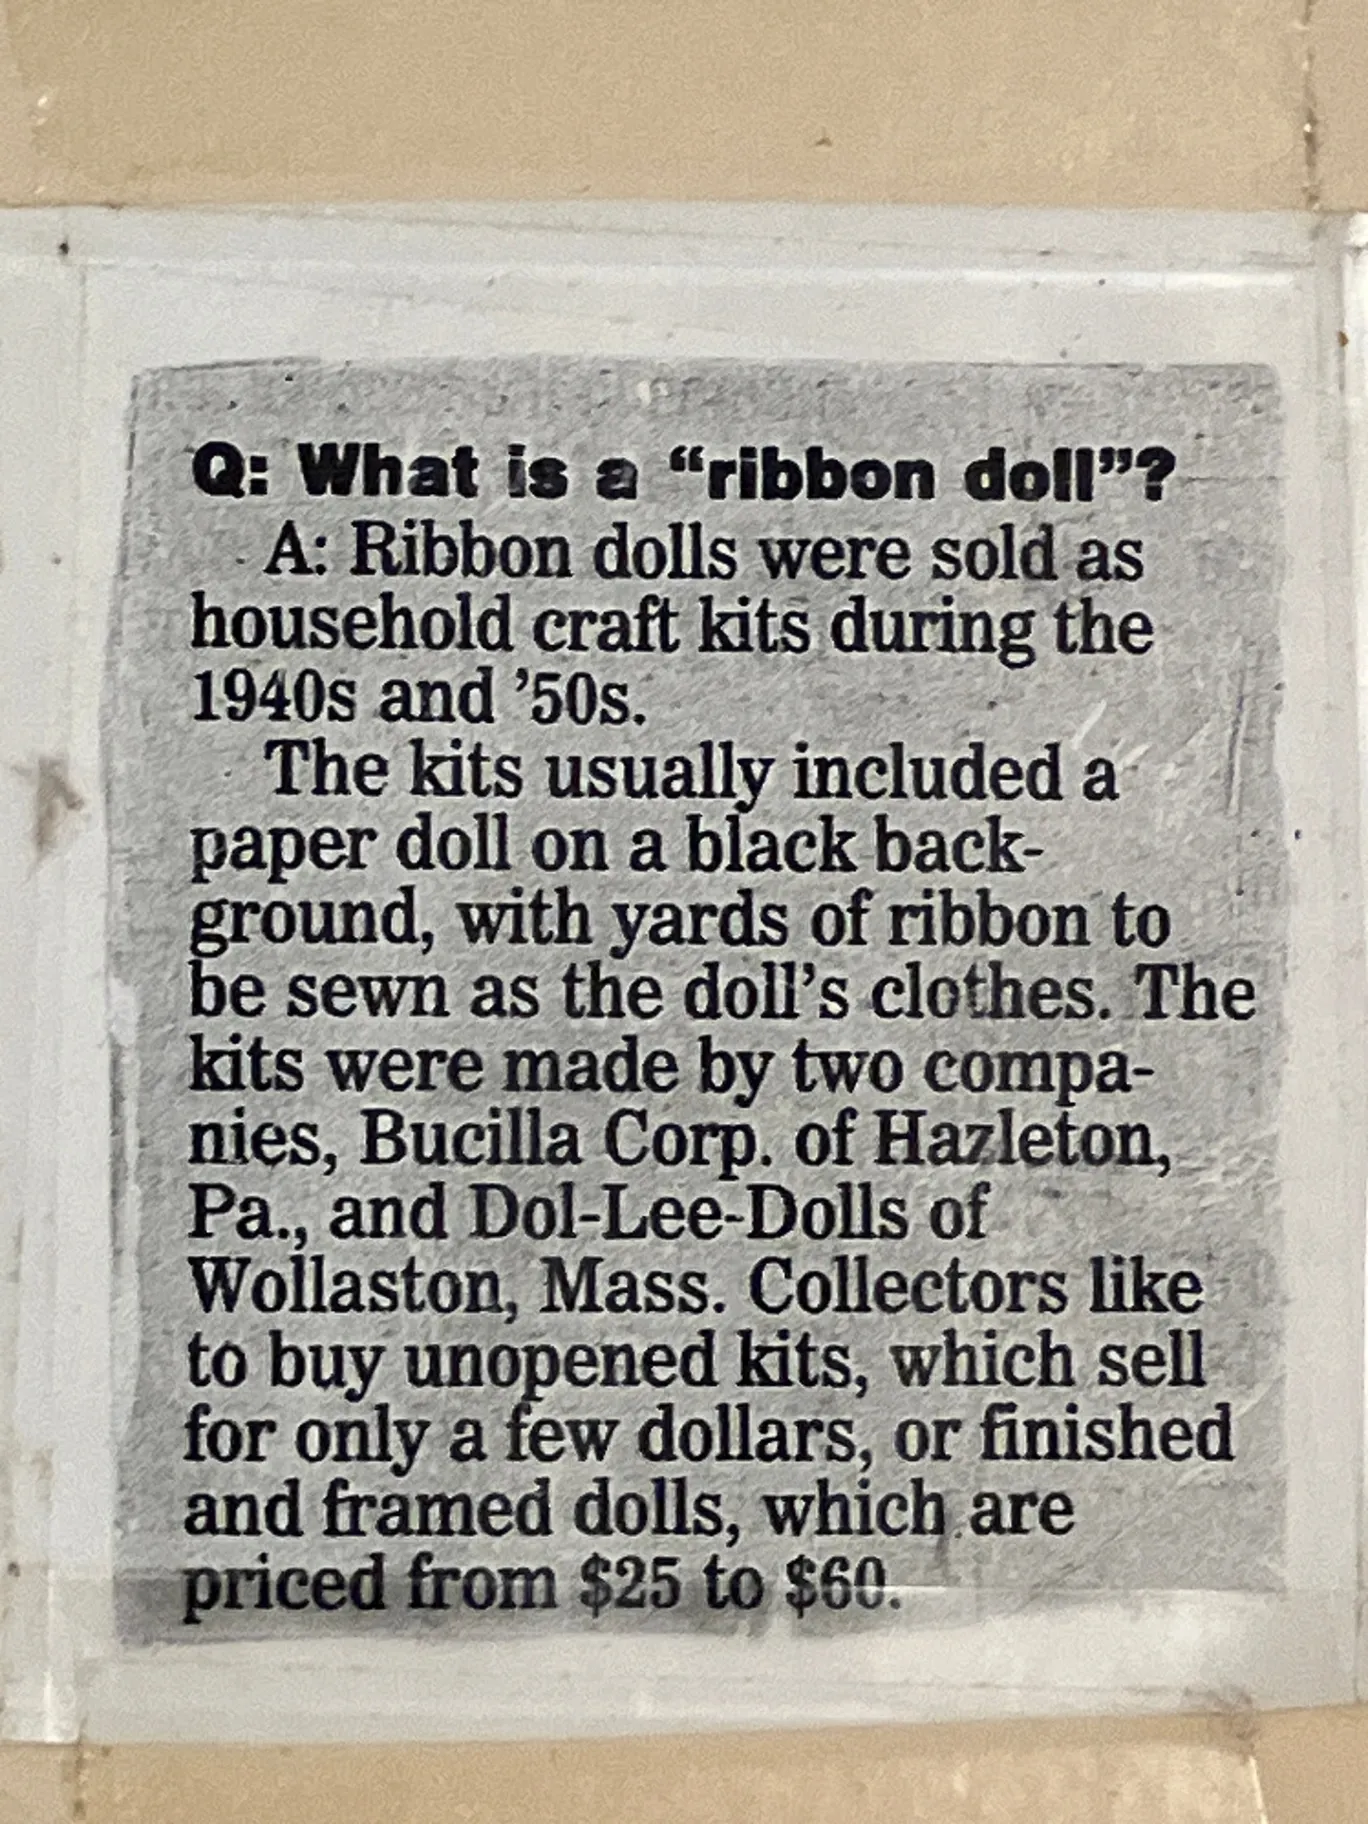 Q: What is a “ribbon doll”?
A: Ribbon dolls were sold as
household craft kits during the
1940s and ’50s.
The kits usually included a
paper doll on a black back-
ground, with yards of ribbon to
be sewn as the doll’s clothes. The
kits were made by two compa-
nies, Bucilla Corp. of Hazleton,
Pa., and Dol-Lee-Dolls of
Wollaston, Mass. Collectors like
to buy unopened kits, which sell
for only a few dollars, or finished
and framed dolls, which are
priced from $25 to $60.